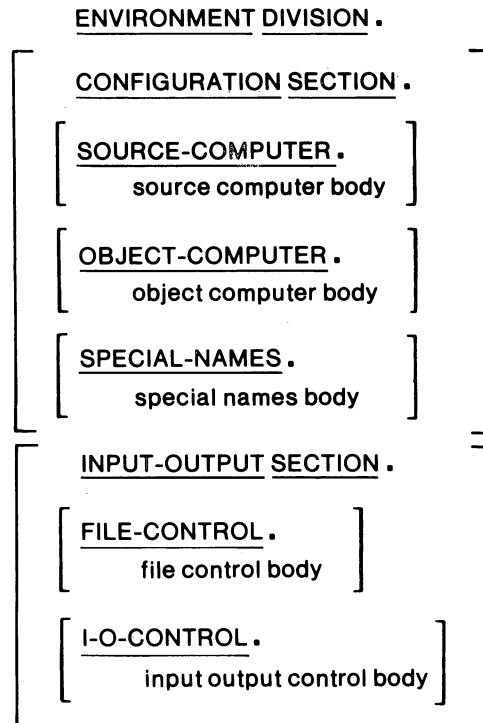 ENVIRONMENT DIVISION.
CONFIGURATION SECTION.
SOURCE-COMPUTER.
source computer body
OBJECT-COMPUTER.
object computer body
SPECIAL-NAMES.
special names body
INPUT-OUTPUT SECTION.
FILE-CONTROL.
file control body
I-O-CONTROL.
input output control body